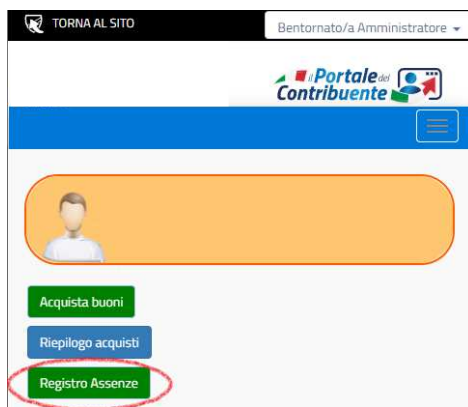 TORNA AL SITO
Bentornato/a Amministratore
il Portale del
Contribuente
Acquista buoni
Riepilogo acquisti
Registro Assenze